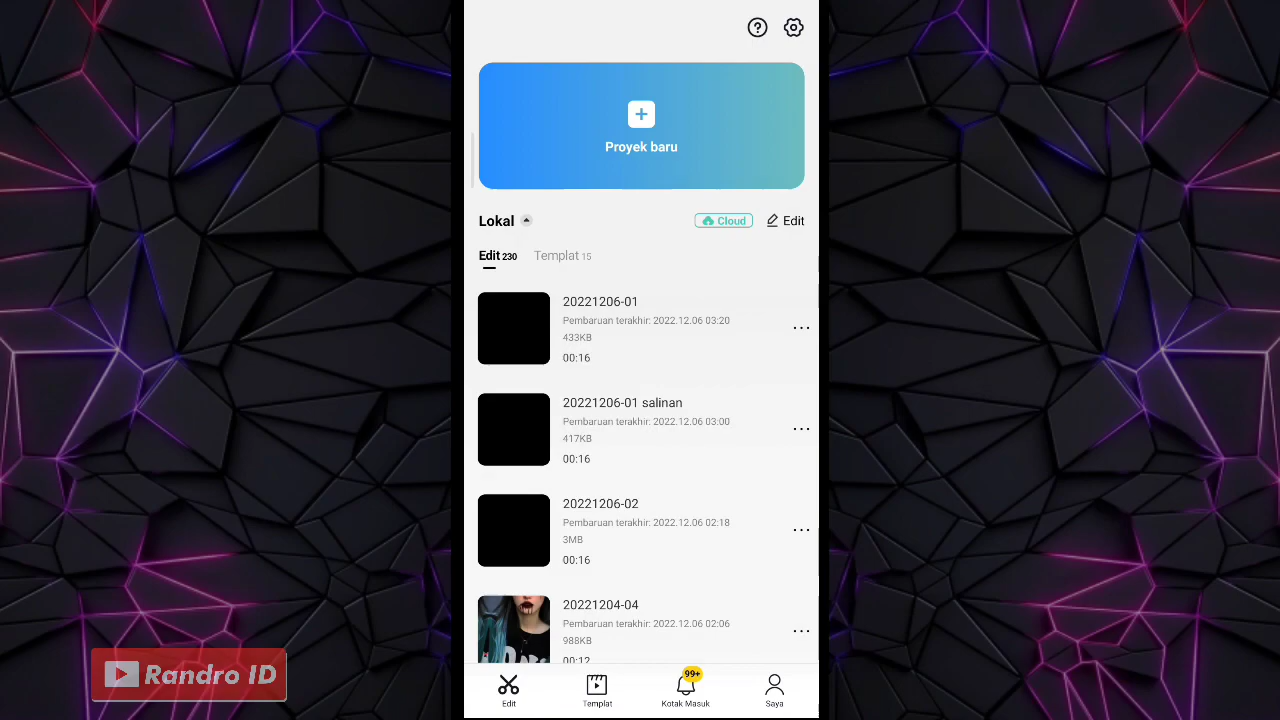 Proyek baru
Lokal
Cloud
Edit
Edit 230
Templat 15
20221206-01
Pembaruan terakhir: 2022.12.06 03:20
433KB
00:16
20221206-01 salinan
Pembaruan terakhir: 2022.12.06 03:00
417KB
00:16
20221206-02
Pembaruan terakhir: 2022.12.06 02:18
3MB
00:16
20221204-04
Pembaruan terakhir: 2022.12.06 02:06
988KB
00:12
99+
Edit
Templat
Kotak Masuk
Saya
Randro ID